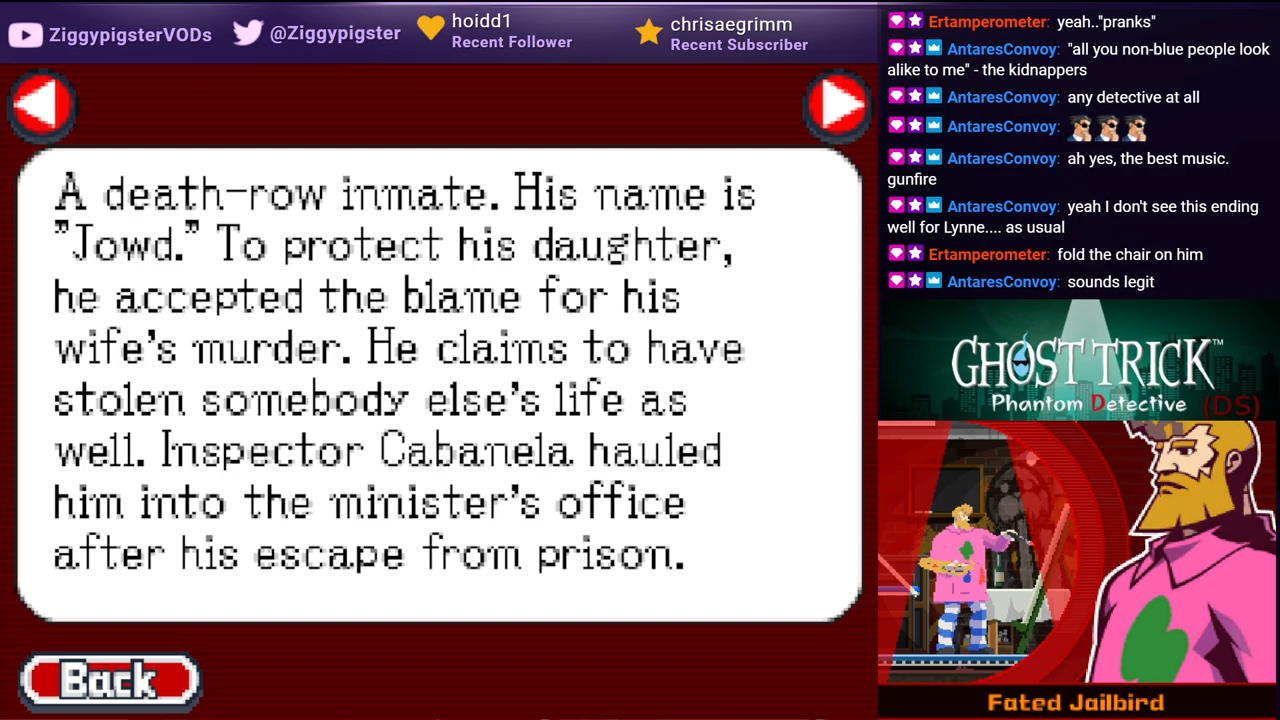 ZiggypigsterVODs
@Ziggypigster
hoidd1
Recent Follower
chrisaegrimm
Recent Subscriber
A death-row inmate. His name is
"Jowd." To protect his daughter,
he accepted the blame for his
wife's murder. He claims to have
stolen somebody else's life as
well. Inspector Cabanela hauled
him into the minister's office
after his escape from prison.
Back
Ertamperometer: yeah.."pranks"
AntaresConvoy: "all you non-blue people look
alike to me" - the kidnappers
AntaresConvoy: any detective at all
AntaresConvoy:
AntaresConvoy: ah yes, the best music.
gunfire
AntaresConvoy: yeah I don't see this ending
well for Lynne.... as usual
Ertamperometer: fold the chair on him
AntaresConvoy: sounds legit
GHOST TRICK™
Phantom Detective (DS)
Fated Jailbird